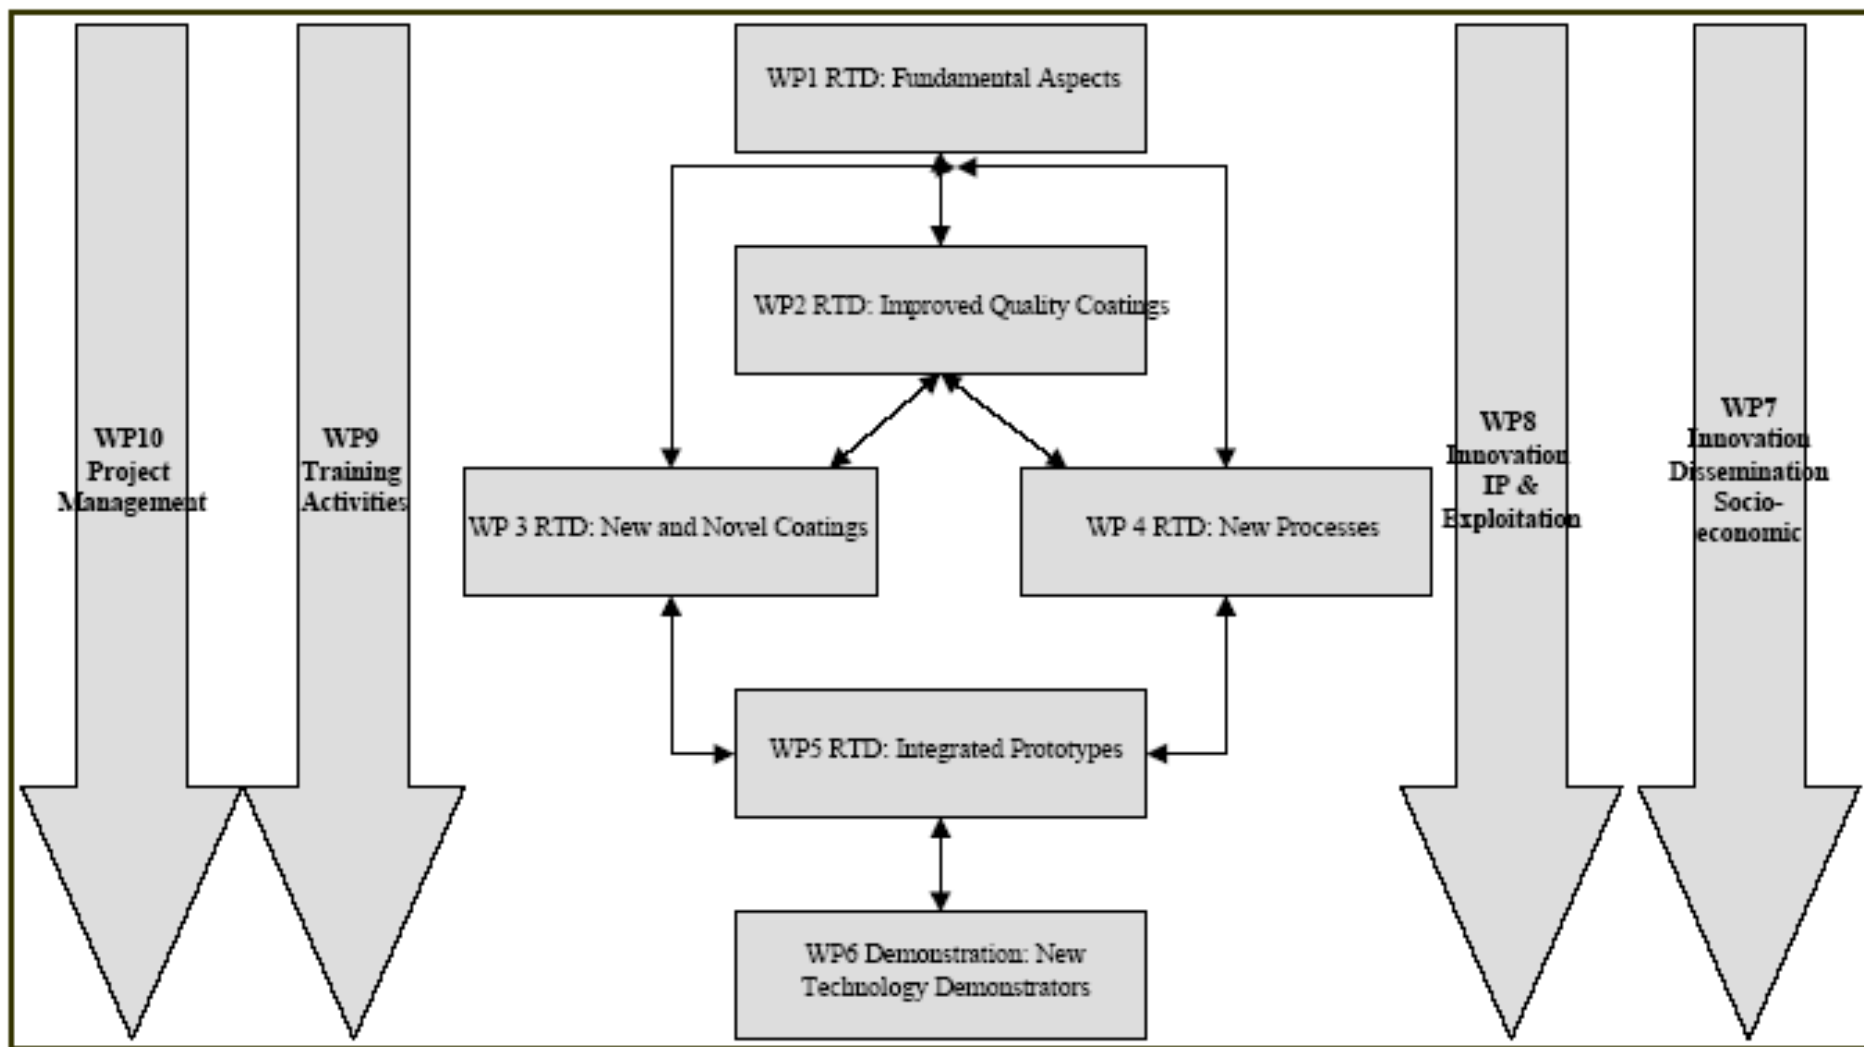 WP1 RTD: Fundamental Aspects
WP2 RTD: Improved Quality Coatings
WP10
Project
Management
WP9
Training
Activities
WP 3 RTD: New and Novel Coatings
WP 4 RTD: New Processes
WP8
Innovation
IP &
Exploitation
WP7
Innovation
Dissemination
Socio-
economic
WP5 RTD: Integrated Prototypes
WP6 Demonstration: New
Technology Demonstrators